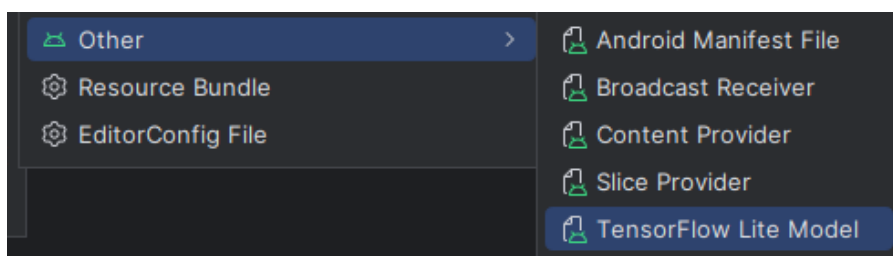 Other
Resource Bundle
EditorConfig File
Android Manifest File
Broadcast Receiver
Content Provider
Slice Provider
TensorFlow Lite Model